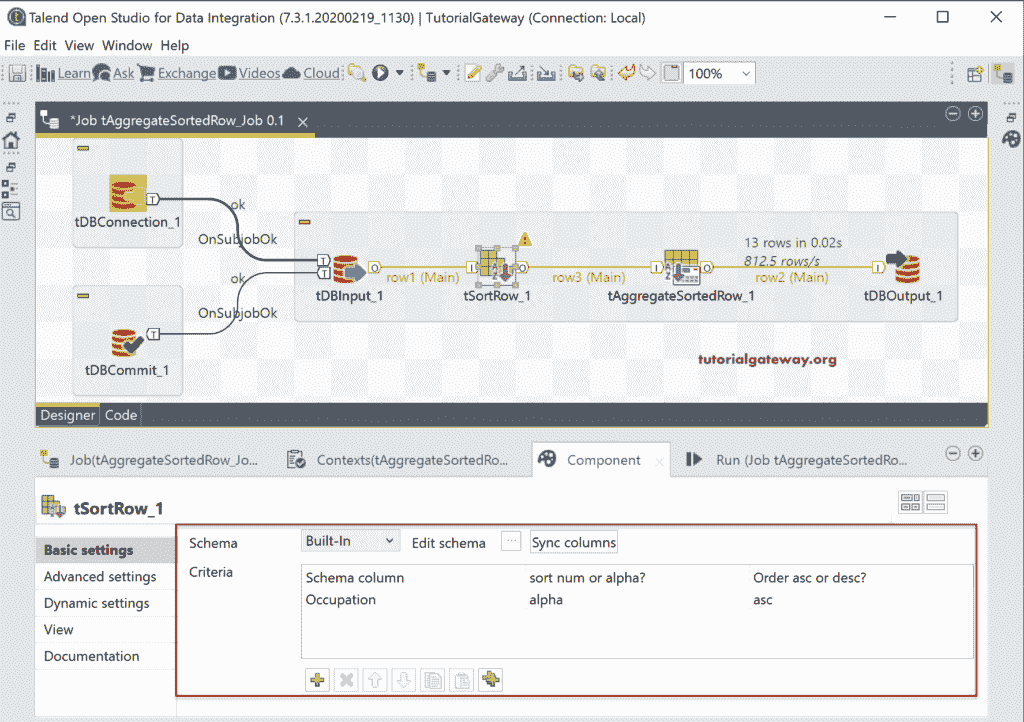 Talend Open Studio for Data Integration (7.3.1.20200219_1130) | TutorialGateway (Connection: Local)
File Edit View Window Help
Learn Ask Exchange Videos Cloud 100%
*Job tAggregateSortedRow_Job 0.1
ok
tDBConnection_1
T
OnSubjobOk
13 rows in 0.02s
812.5 rows/s
T
T
O
row1 (Main)
I
O
row3 (Main)
I
O
row2 (Main)
I
tDBInput_1
tSortRow_1
tAggregateSortedRow_1
tDBOutput_1
ok
OnSubjobOk
T
tDBCommit_1
tutorialgateway.org
Designer Code
Job(tAggregateSortedRow_Jo... Contexts(tAggregateSortedRo... Component Run (Job tAggregateSortedRo...
tSortRow_1
Basic settings
Advanced settings
Dynamic settings
View
Documentation
Schema Built-In Edit schema ... Sync columns
Criteria
Schema column sort num or alpha? Order asc or desc?
Occupation alpha asc